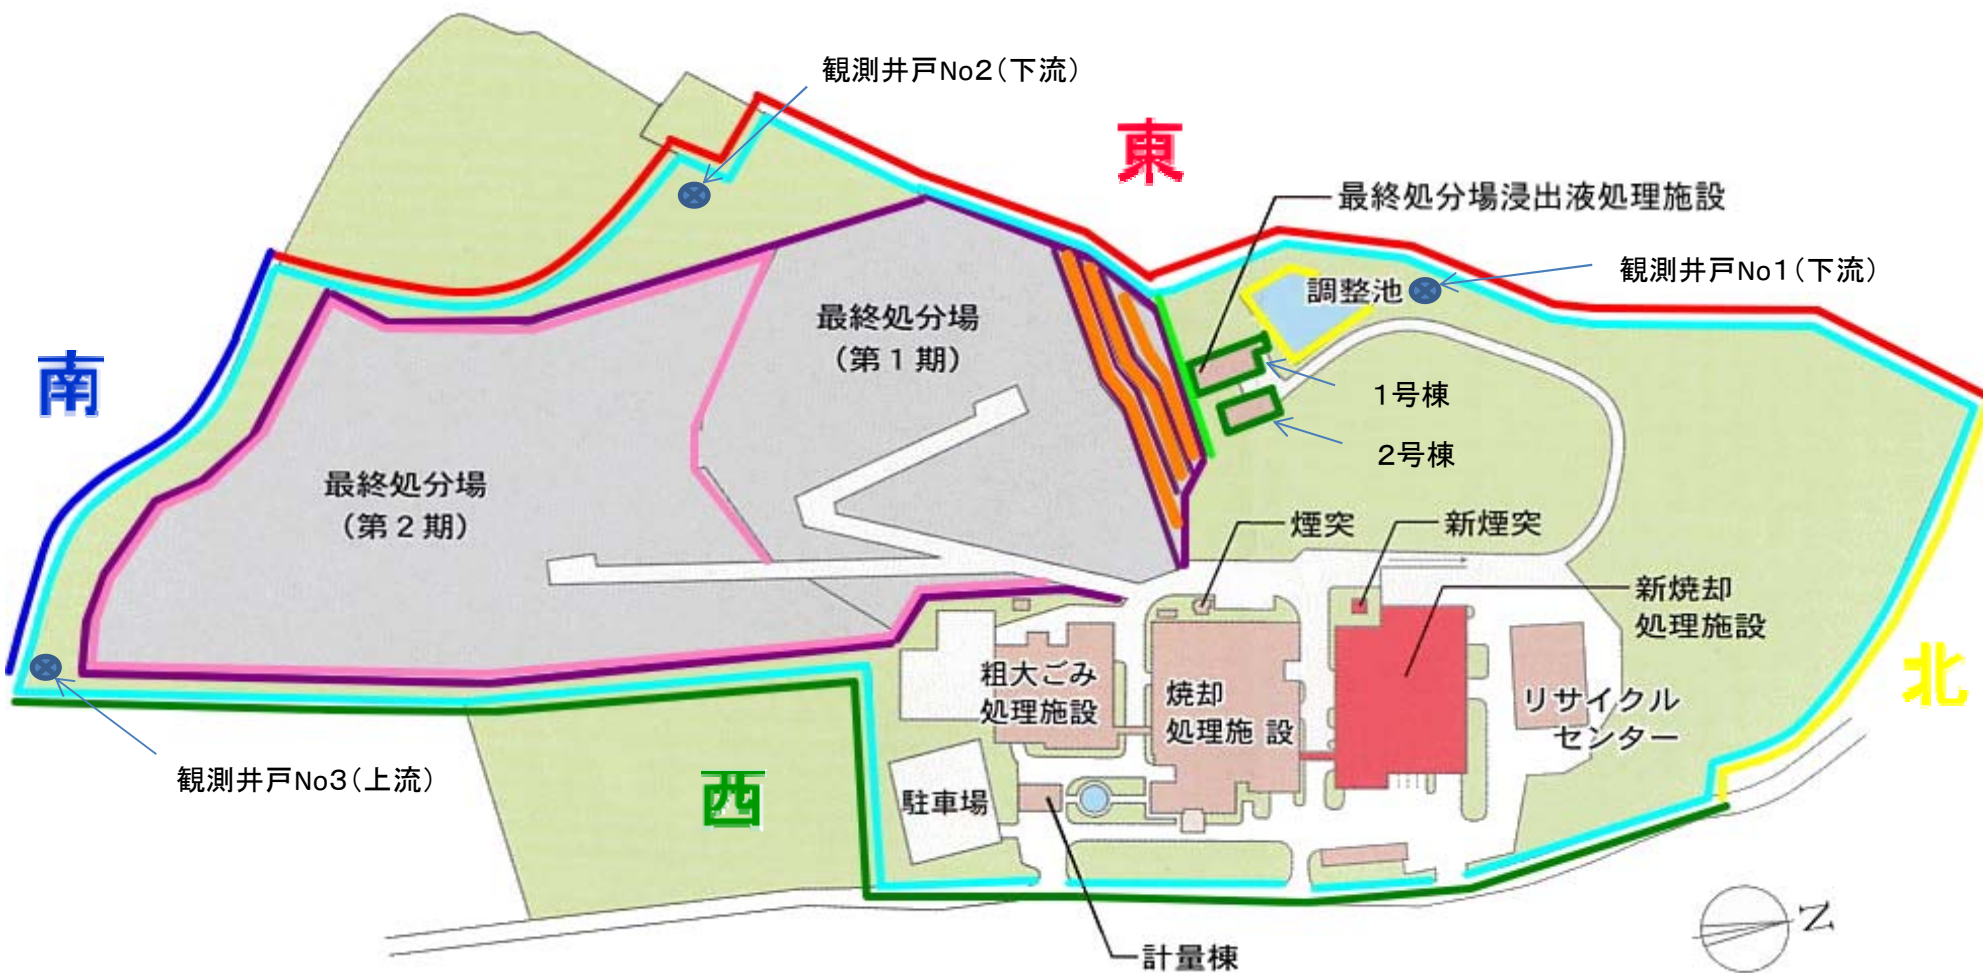 観測井戸No2（下流）
東
最終処分場浸出液処理施設
観測井戸No1（下流）
調整池
最終処分場
（第１期）
南
1号棟
2号棟
最終処分場
（第２期）
煙突
新煙突
新焼却
処理施設
北
粗大ごみ
処理施設
焼却
処理施 設
リサイクル
センター
観測井戸No3（上流）
西
駐車場
計量棟
N